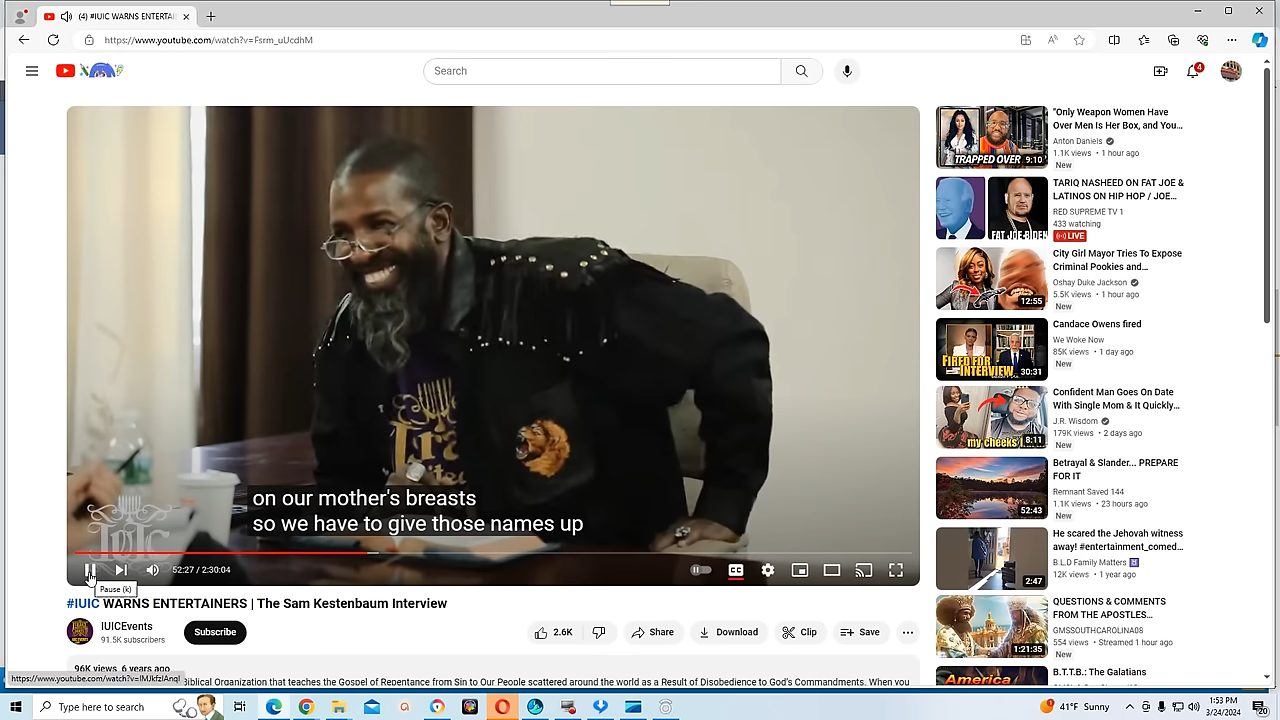 (4) #IUIC WARNS ENTERTAI
https://www.youtube.com/watch?v=Fsrm_uUcdhM
Search
4
on our mother's breasts
so we have to give those names up
IUIC
52:27 / 2:30:04
CC
Pause (k)
#IUIC WARNS ENTERTAINERS | The Sam Kestenbaum Interview
IUICEvents
91.5K subscribers
Subscribe
2.6K
Share
Download
Clip
Save
96K views 6 years ago
Biblical Organization that teaches the Gospel of Repentance from Sin to Our People scattered around the world as a Result of Disobedience to God's Commandments. When you
TRAPPED OVER
9:10
"Only Weapon Women Have
Over Men Is Her Box, and You...
Anton Daniels
1.1K views • 1 hour ago
New
FAT JOE-BIDEN
TARIQ NASHEED ON FAT JOE &
LATINOS ON HIP HOP / JOE...
RED SUPREME TV 1
433 watching
LIVE
12:55
City Girl Mayor Tries To Expose
Criminal Pookies and...
Oshay Duke Jackson
5.5K views • 1 hour ago
New
FIRED FOR
INTERVIEW
30:31
Candace Owens fired
We Woke Now
85K views • 1 day ago
New
my cheeks
8:11
Confident Man Goes On Date
With Single Mom & It Quickly...
J.R. Wisdom
179K views • 2 days ago
New
52:43
Betrayal & Slander... PREPARE
FOR IT
Remnant Saved 144
1.1K views • 23 hours ago
New
2:47
He scared the Jehovah witness
away! #entertainment_comed...
B.L.D Family Matters
12K views • 1 year ago
1:21:35
QUESTIONS & COMMENTS
FROM THE APOSTLES...
GMSSOUTHCAROLINA08
554 views • Streamed 1 hour ago
New
America
B.T.T.B.: The Galatians
Type here to search
41°F Sunny
1:53 PM
3/24/2024
20